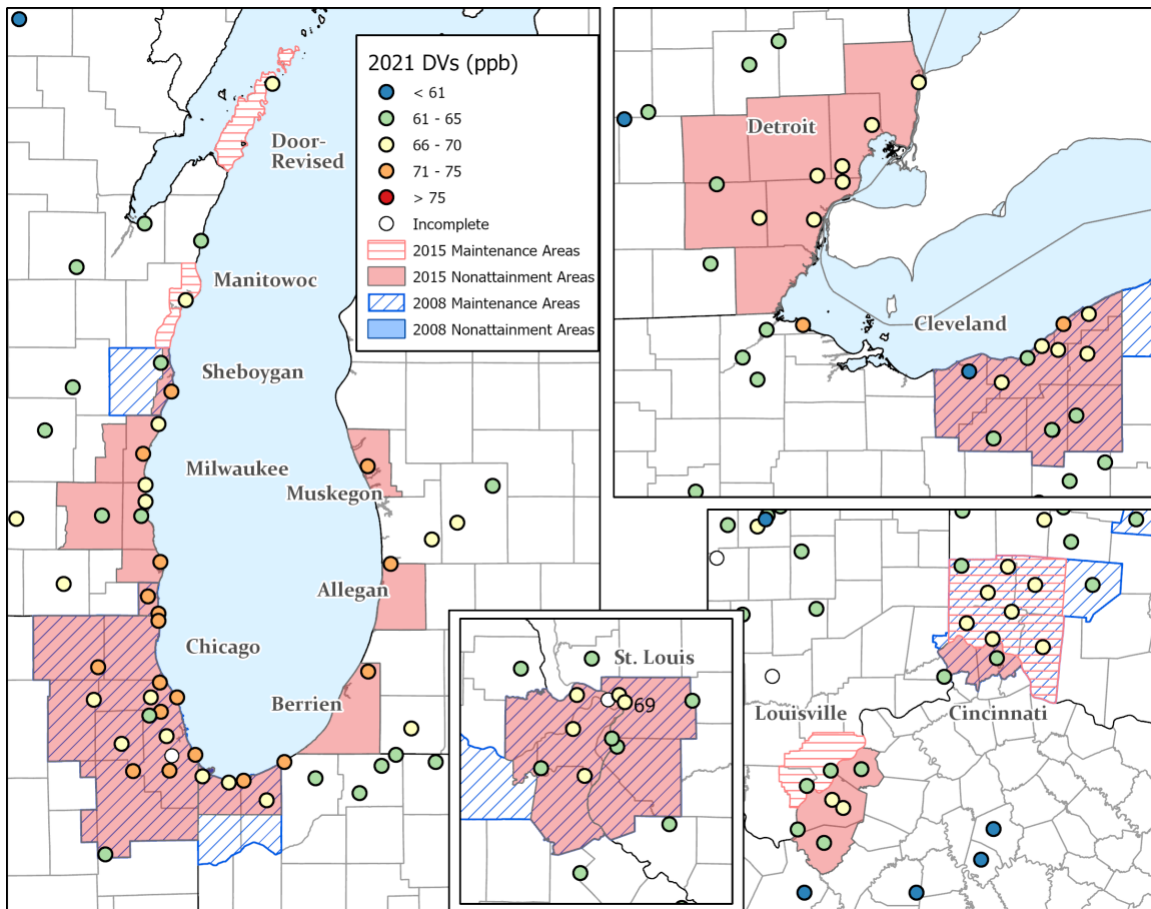 2021 DVs (ppb)
< 61
61 - 65
66 - 70
71 - 75
> 75
Incomplete
2015 Maintenance Areas
2015 Nonattainment Areas
2008 Maintenance Areas
2008 Nonattainment Areas
Door-
Revised
Manitowoc
Sheboygan
Milwaukee
Muskegon
Allegan
Chicago
Berrien
Detroit
Cleveland
St. Louis
69
Louisville
Cincinnati